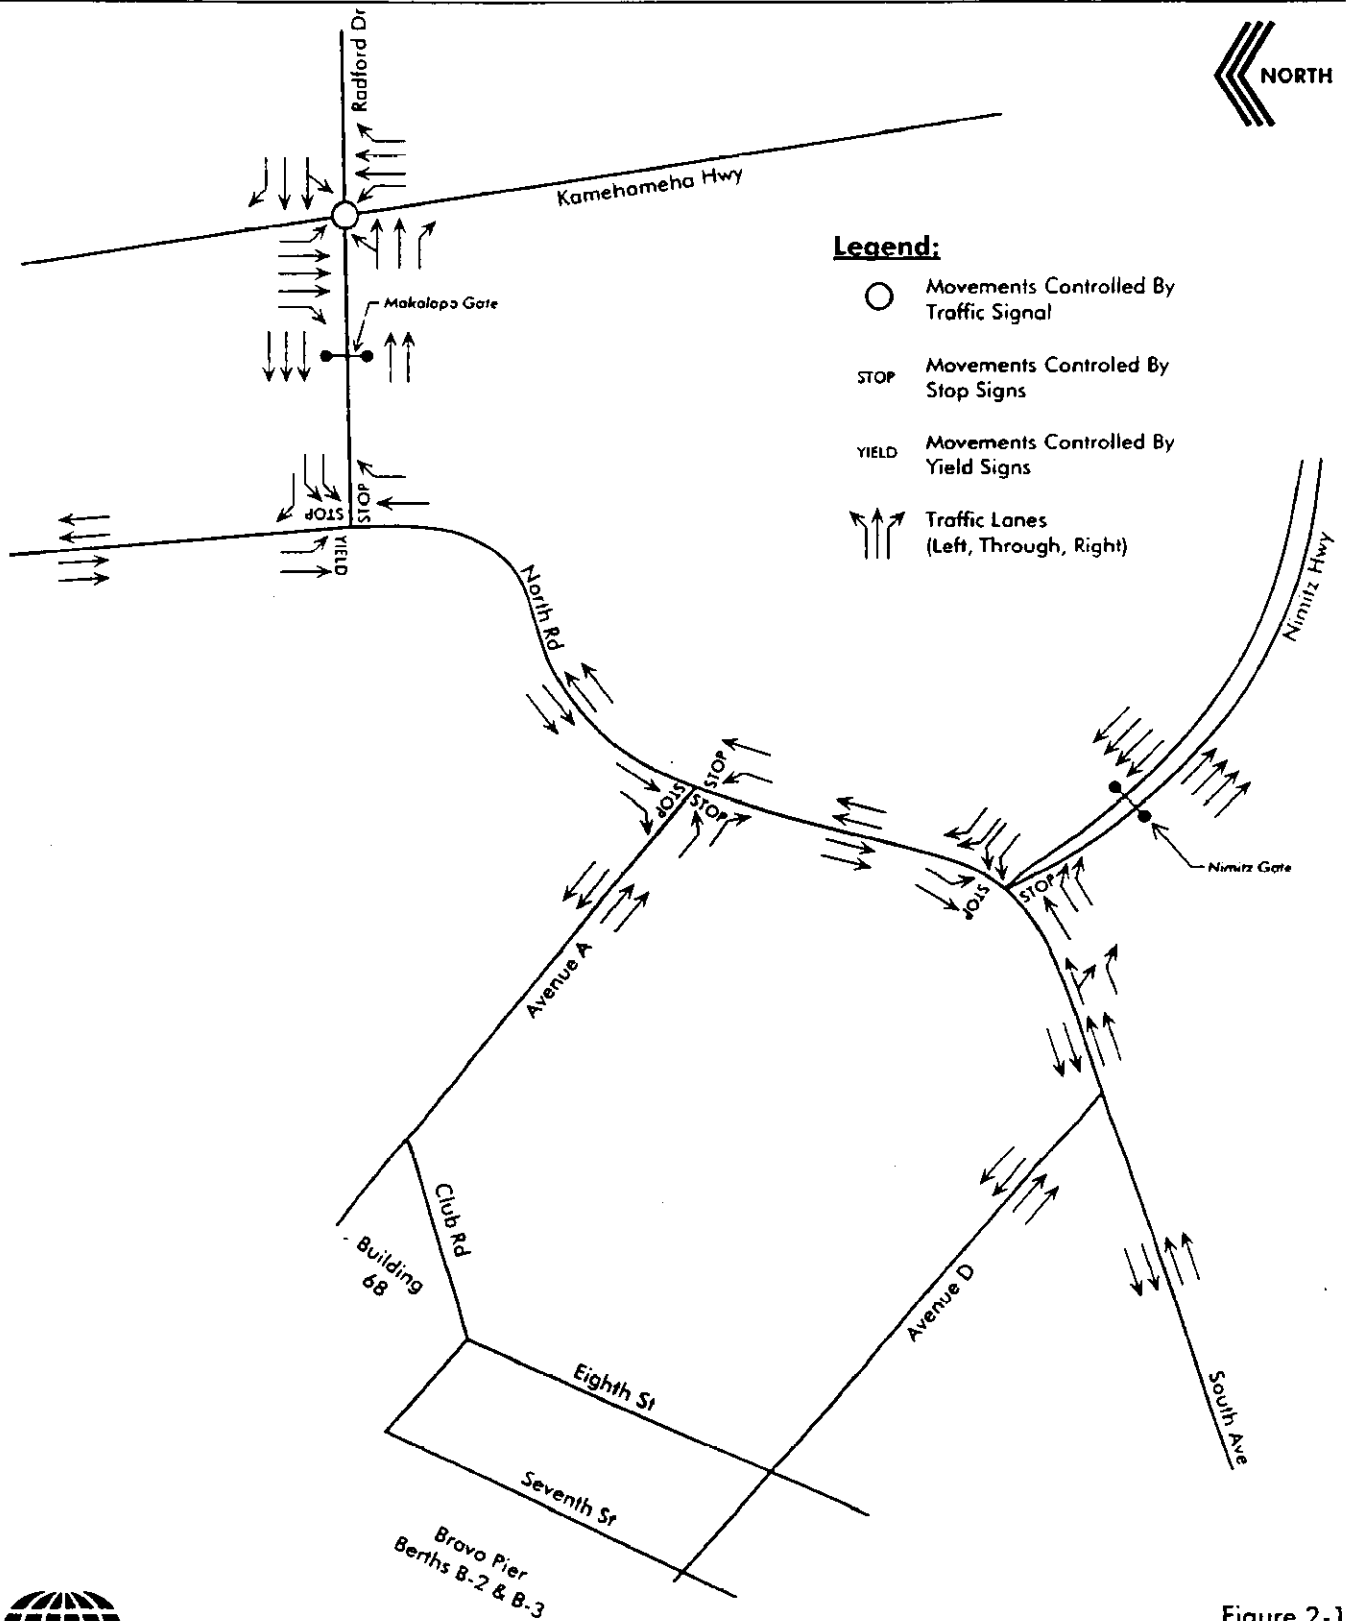 Radford Dr
NORTH
Kamehameha Hwy
Legend:
Movements Controlled By
Traffic Signal
Makalapa Gate
STOP
Movements Controled By
Stop Signs
YIELD
Movements Controlled By
Yield Signs
Traffic Lanes
(Left, Through, Right)
STOP
STOP
YIELD
North Rd
Nimitz Hwy
STOP
STOP
STOP
Nimitz Gate
STOP
STOP
Avenue A
Club Rd
Building
68
Avenue D
Eighth St
South Ave
Seventh St
Bravo Pier
Berths B-2 & B-3
Figure 2-1